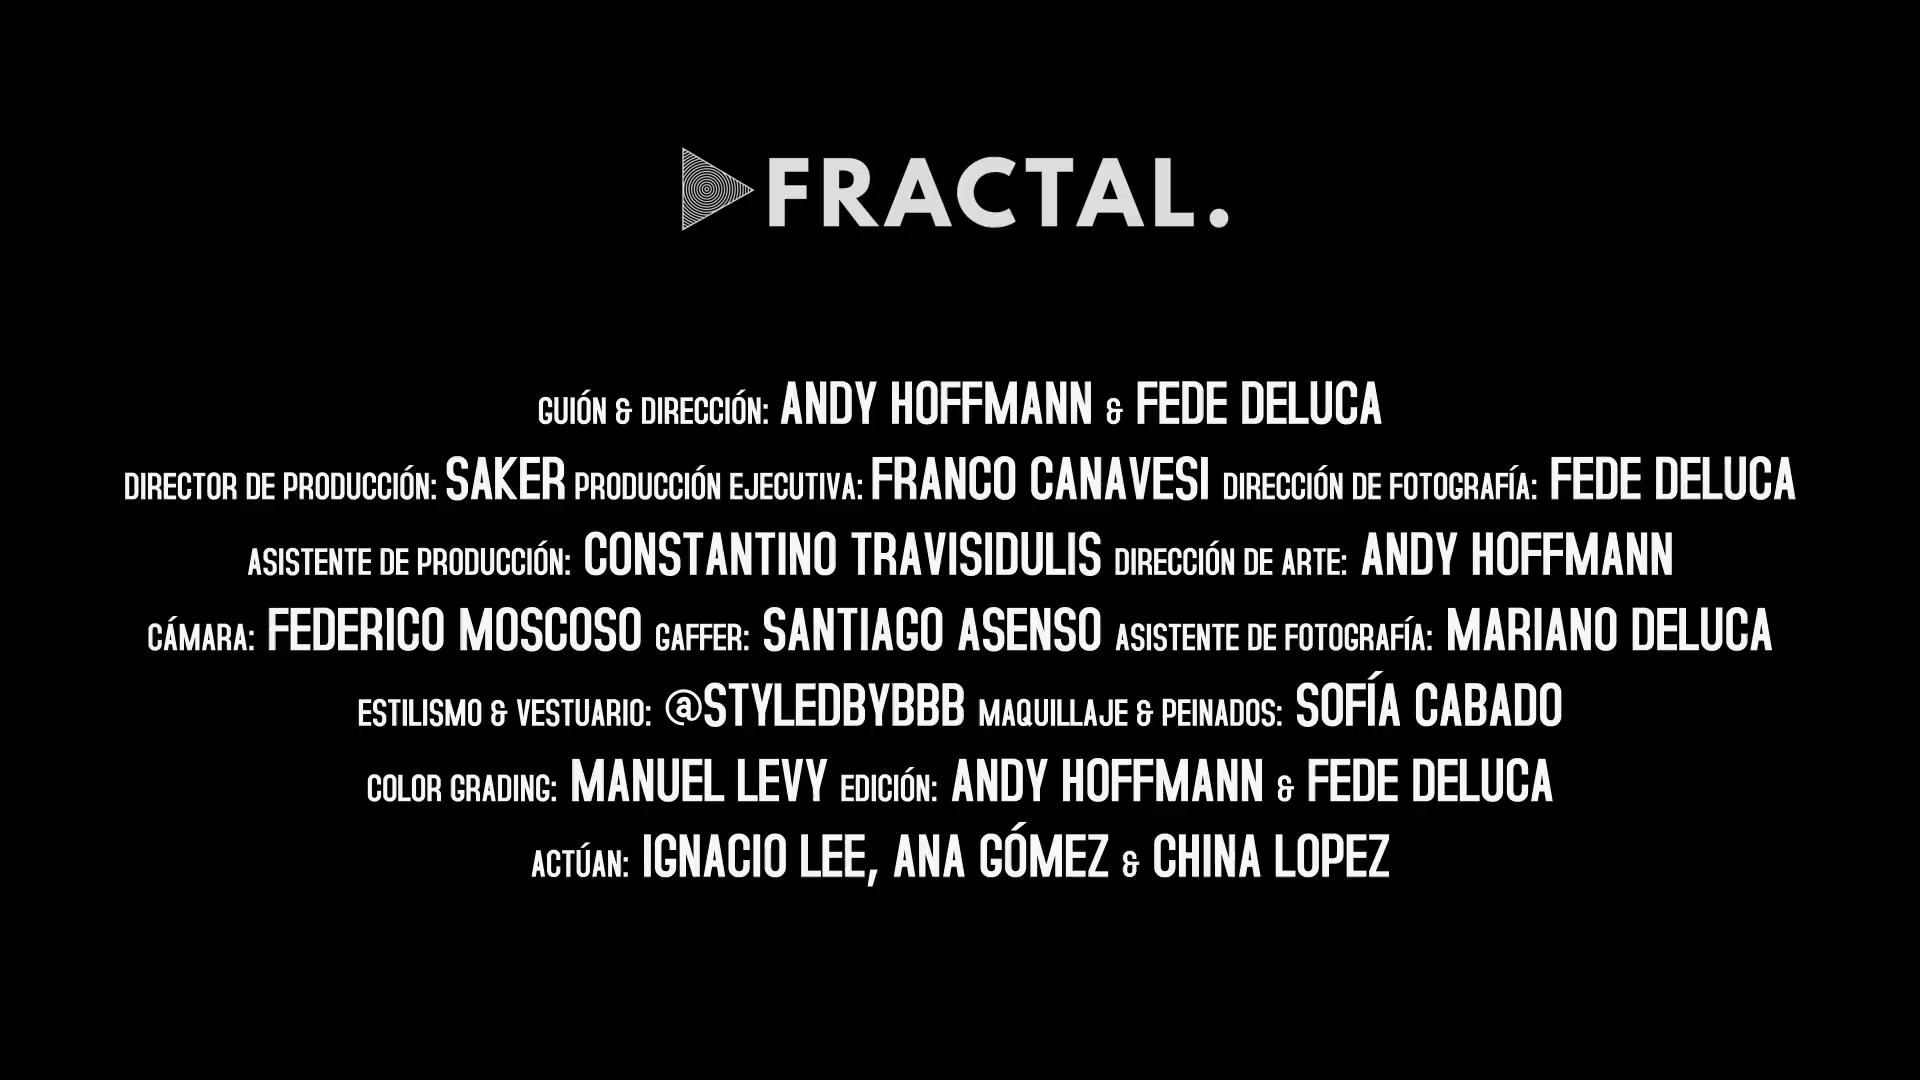 FRACTAL.
GUIÓN & DIRECCIÓN: ANDY HOFFMANN & FEDE DELUCA
DIRECTOR DE PRODUCCIÓN: SAKER PRODUCCIÓN EJECUTIVA: FRANCO CANAVESI DIRECCIÓN DE FOTOGRAFÍA: FEDE DELUCA
ASISTENTE DE PRODUCCIÓN: CONSTANTINO TRAVISIDULIS DIRECCIÓN DE ARTE: ANDY HOFFMANN
CÁMARA: FEDERICO MOSCOSO GAFFER: SANTIAGO ASENSO ASISTENTE DE FOTOGRAFÍA: MARIANO DELUCA
ESTILISMO & VESTUARIO: @STYLEDBYBBB MAQUILLAJE & PEINADOS: SOFÍA CABADO
COLOR GRADING: MANUEL LEVY EDICIÓN: ANDY HOFFMANN & FEDE DELUCA
ACTÚAN: IGNACIO LEE, ANA GÓMEZ & CHINA LOPEZ